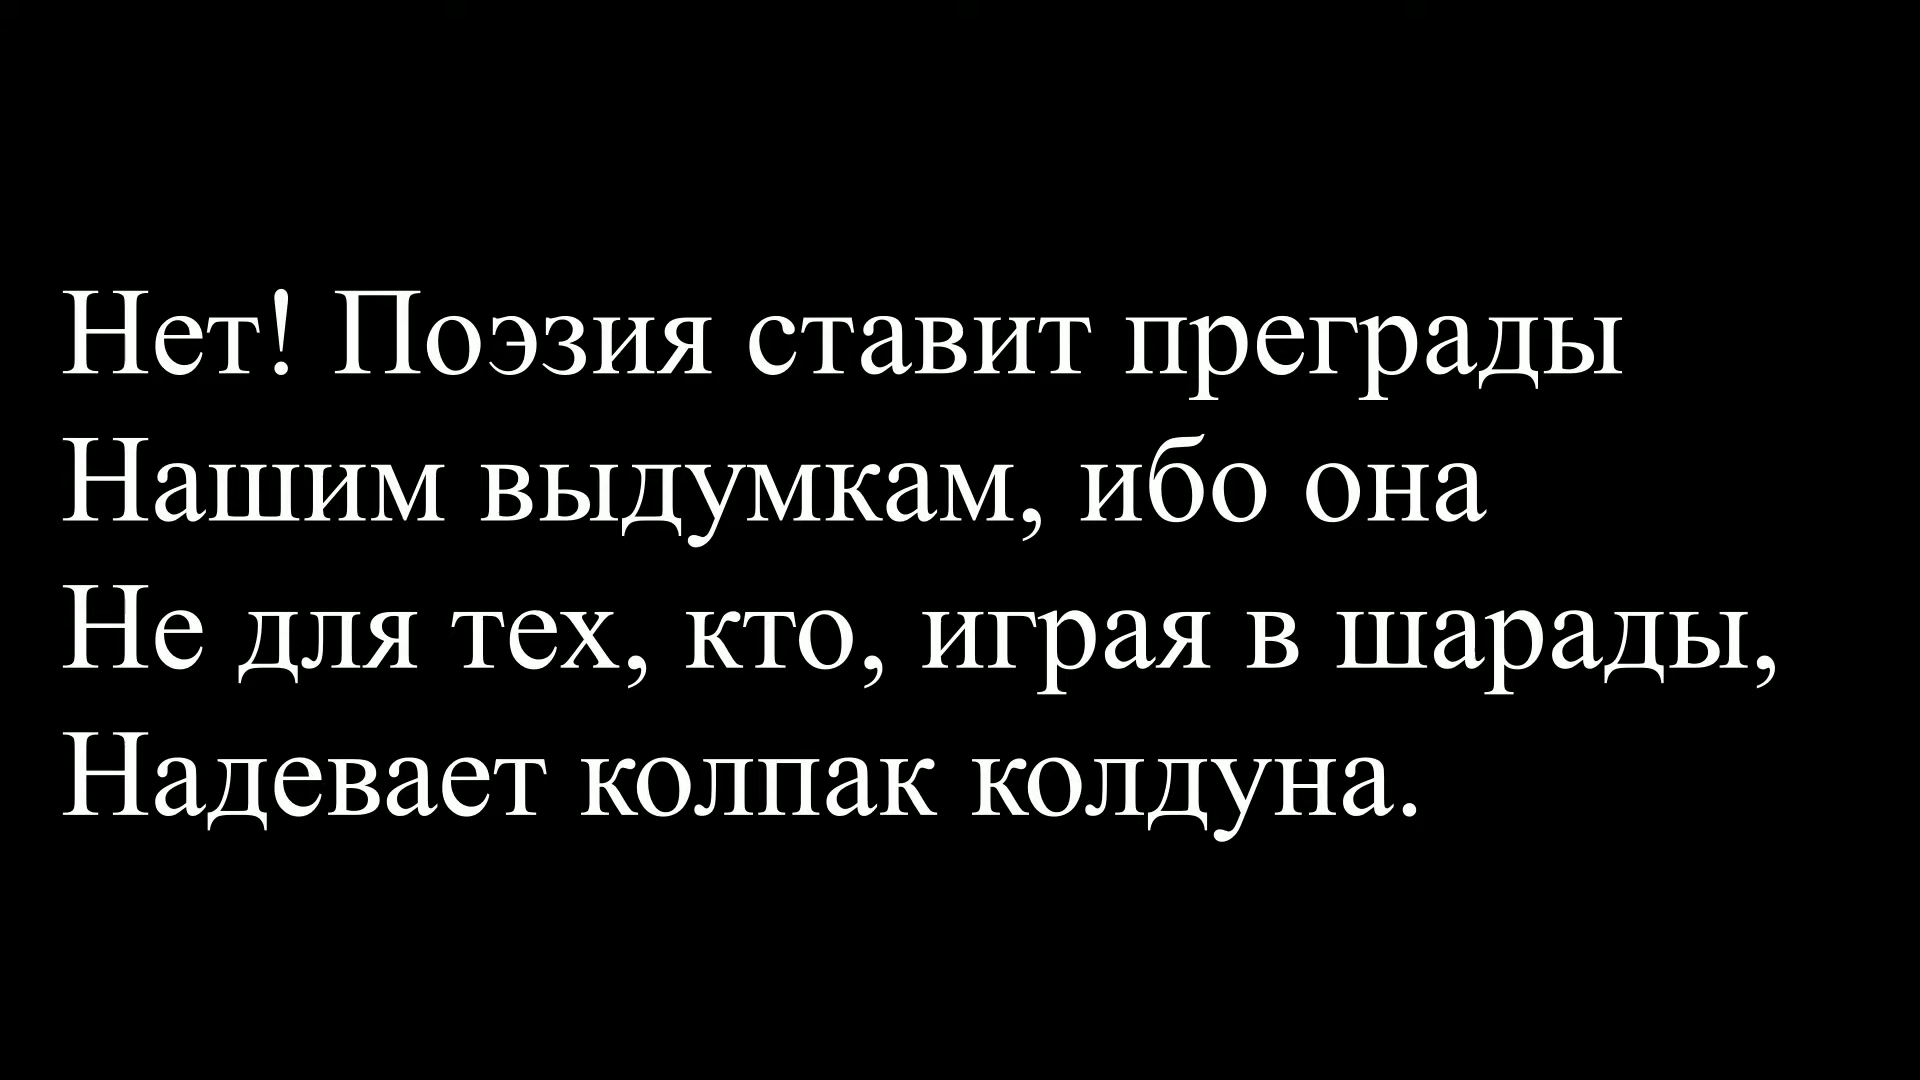 Нет! Поэзия ставит преграды
Нашим выдумкам, ибо она
Не для тех, кто, играя в шарады,
Надевает колпак колдуна.